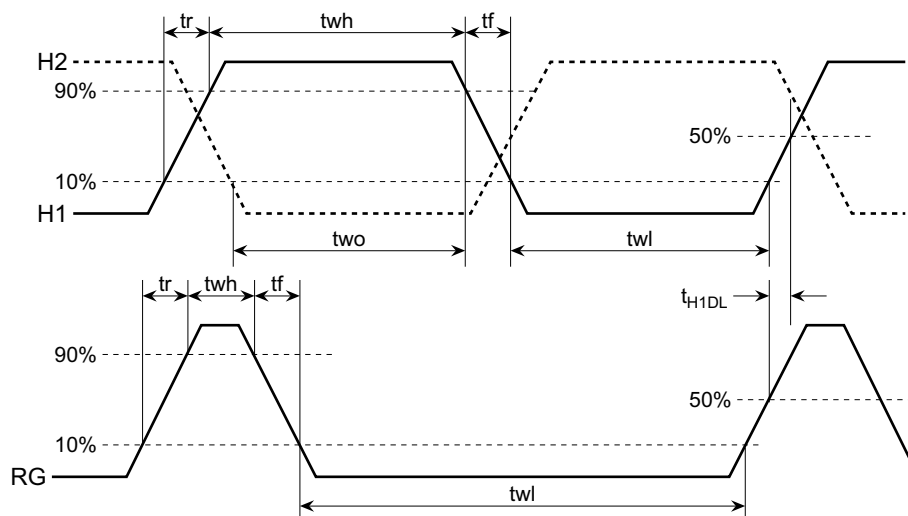 tr twh tf
H2
90%
50%
10%
H1
two twl
tr twh tf
tH1DL
90%
50%
10%
RG
twl